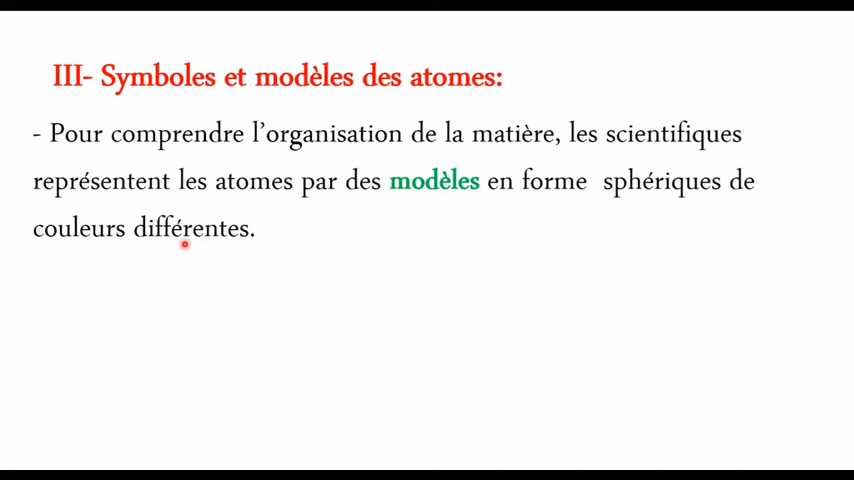 III- Symboles et modèles des atomes:
- Pour comprendre l’organisation de la matière, les scientifiques
représentent les atomes par des modèles en forme sphériques de
couleurs différentes.